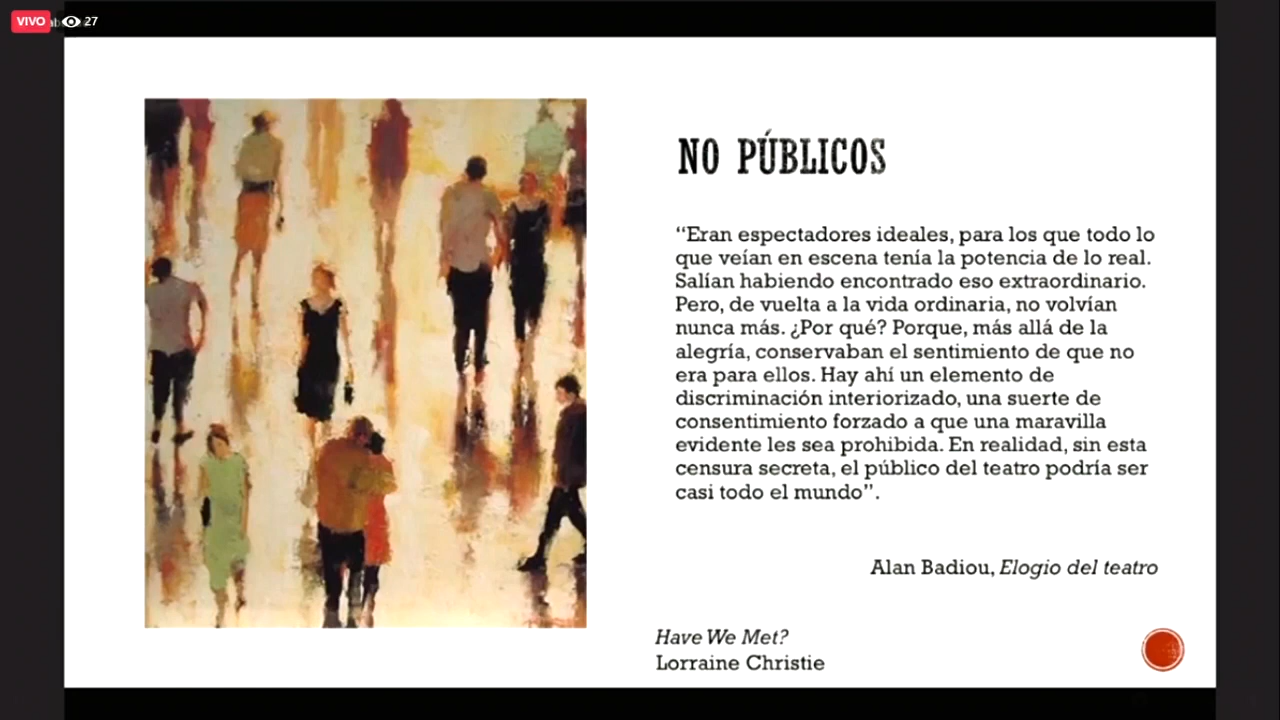 VIVO 27
NO PÚBLICOS
“Eran espectadores ideales, para los que todo lo
que veían en escena tenía la potencia de lo real.
Salían habiendo encontrado eso extraordinario.
Pero, de vuelta a la vida ordinaria, no volvían
nunca más. ¿Por qué? Porque, más allá de la
alegría, conservaban el sentimiento de que no
era para ellos. Hay ahí un elemento de
discriminación interiorizado, una suerte de
consentimiento forzado a que una maravilla
evidente les sea prohibida. En realidad, sin esta
censura secreta, el público del teatro podría ser
casi todo el mundo”.
Alan Badiou, Elogio del teatro
Have We Met?
Lorraine Christie